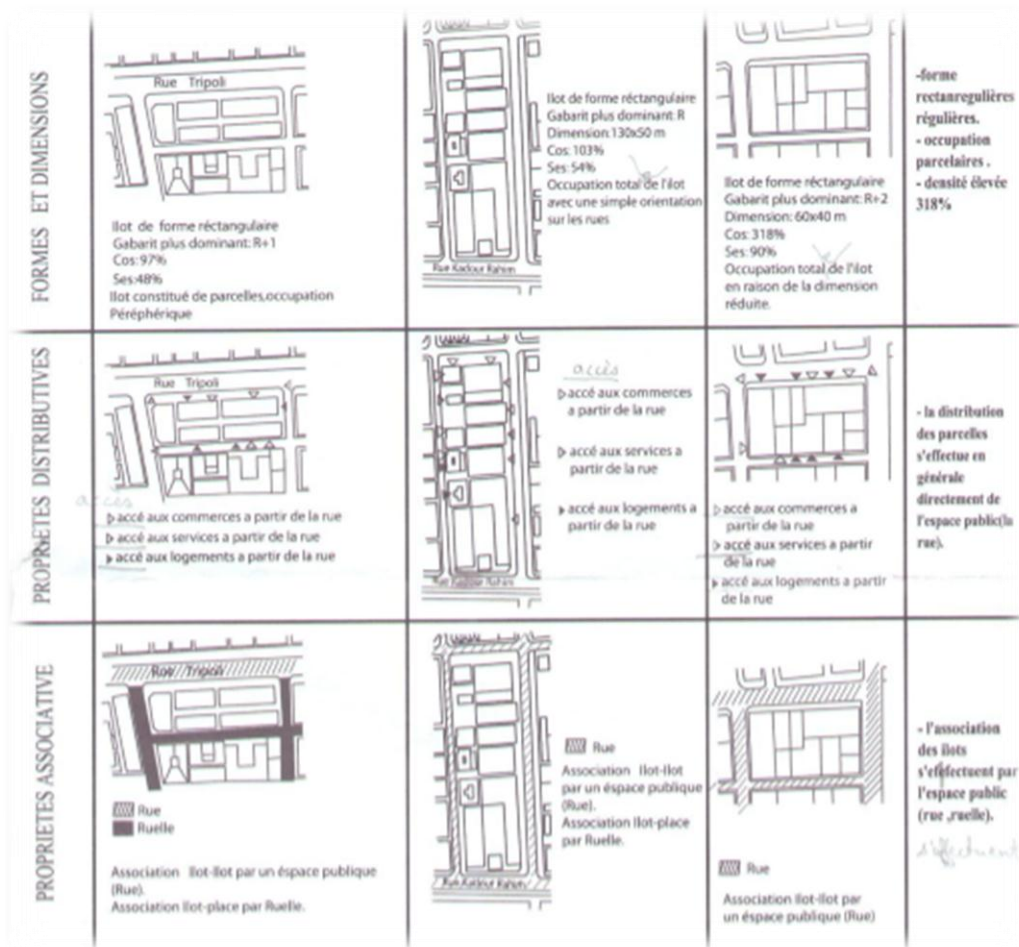 FORMES ET DIMENSIONS
Rue Tripoli
Ilot de forme réctangulaire
Gabarit plus dominant: R+1
Cos: 97%
Ses:48%
Ilot constitué de parcelles,occupation
Péréphérique
Ilot de forme réctangulaire
Gabarit plus dominant: R
Dimension:130x50 m
Cos: 103%
Ses: 54%
Occupation total de l'ilot
avec une simple orientation
sur les rues
Rue Kadour Rahim
Ilot de forme réctangulaire
Gabarit plus dominant: R+2
Dimension: 60x40 m
Cos: 318%
Ses: 90%
Occupation total de l'ilot
en raison de la dimension
réduite.
-forme
rectanregulières
régulières.
- occupation
parcelaires .
- densité élevée
318%
PROPRIETES DISTRIBUTIVES
Rue Tripoli
accès
accé aux commerces a partir de la rue
accé aux services a partir de la rue
accé aux logements a partir de la rue
accès
accé aux commerces
a partir de la rue
accé aux services a
partir de la rue
accé aux logements a
partir de la rue
Rue Kadour Rahim
accé aux commerces a
partir de la rue
accé aux services a partir
de la rue
accé aux logements a partir
de la rue
- la distribution
des parcelles
s'effectue en
générale
directement de
l'espace public(la
rue).
PROPRIETES ASSOCIATIVE
Rue Tripoli
Rue
Ruelle
Association Ilot-Ilot par un éspace publique
(Rue).
Association Ilot-place par Ruelle.
Rue
Association Ilot-Ilot
par un éspace publique
(Rue).
Association Ilot-place
par Ruelle.
Rue Kadour Rahim
Rue
Association Ilot-Ilot par
un éspace publique (Rue)
- l'association
des ilots
s'efefectuent par
l'espace public
(rue ,ruelle).
s'effectuent